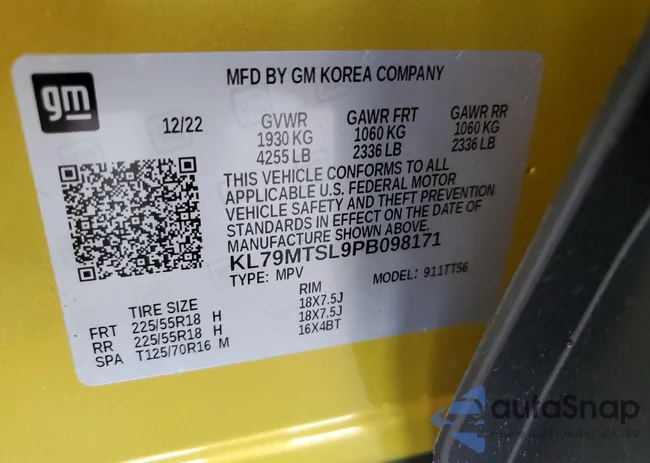 gm
MFD BY GM KOREA COMPANY
12/22
GVWR GAWR FRT GAWR RR
1930 KG 1060 KG 1060 KG
4255 LB 2336 LB 2336 LB
THIS VEHICLE CONFORMS TO ALL
APPLICABLE U.S. FEDERAL MOTOR
VEHICLE SAFETY AND THEFT PREVENTION
STANDARDS IN EFFECT ON THE DATE OF
MANUFACTURE SHOWN ABOVE.
KL79MTSL9PB098171
TYPE: MPV MODEL: 911TT56
TIRE SIZE RIM
FRT 225/55R18 H 18X7.5J
RR 225/55R18 H 18X7.5J
SPA T125/70R16 M 16X4BT
autaSnap